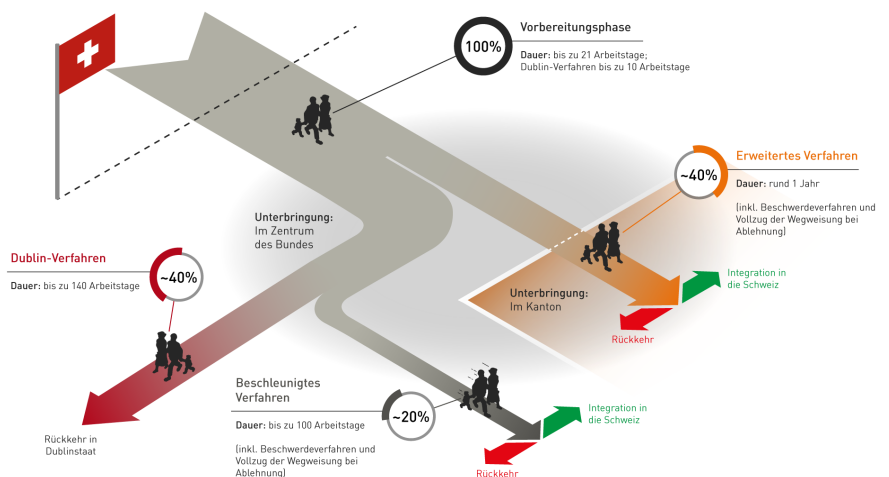 100%
Vorbereitungsphase
Dauer: bis zu 21 Arbeitstage;
Dublin-Verfahren bis zu 10 Arbeitstage
~40%
Erweitertes Verfahren
Dauer: rund 1 Jahr
(inkl. Beschwerdeverfahren und
Vollzug der Wegweisung bei
Ablehnung)
Unterbringung:
Im Zentrum
des Bundes
Dublin-Verfahren
Dauer: bis zu 140 Arbeitstage
~40%
Unterbringung:
Im Kanton
Integration in
die Schweiz
Rückkehr
Rückkehr in
Dublinstaat
Beschleunigtes
Verfahren
Dauer: bis zu 100 Arbeitstage
(inkl. Beschwerdeverfahren und
Vollzug der Wegweisung bei
Ablehnung)
~20%
Integration in
die Schweiz
Rückkehr